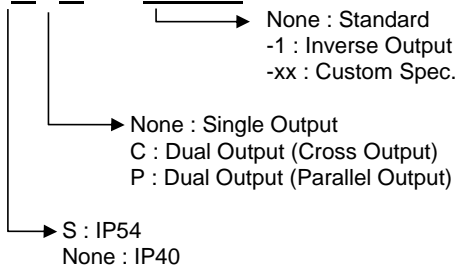 None : Standard
-1 : Inverse Output
-xx : Custom Spec.
None : Single Output
C : Dual Output (Cross Output)
P : Dual Output (Parallel Output)
S : IP54
None : IP40